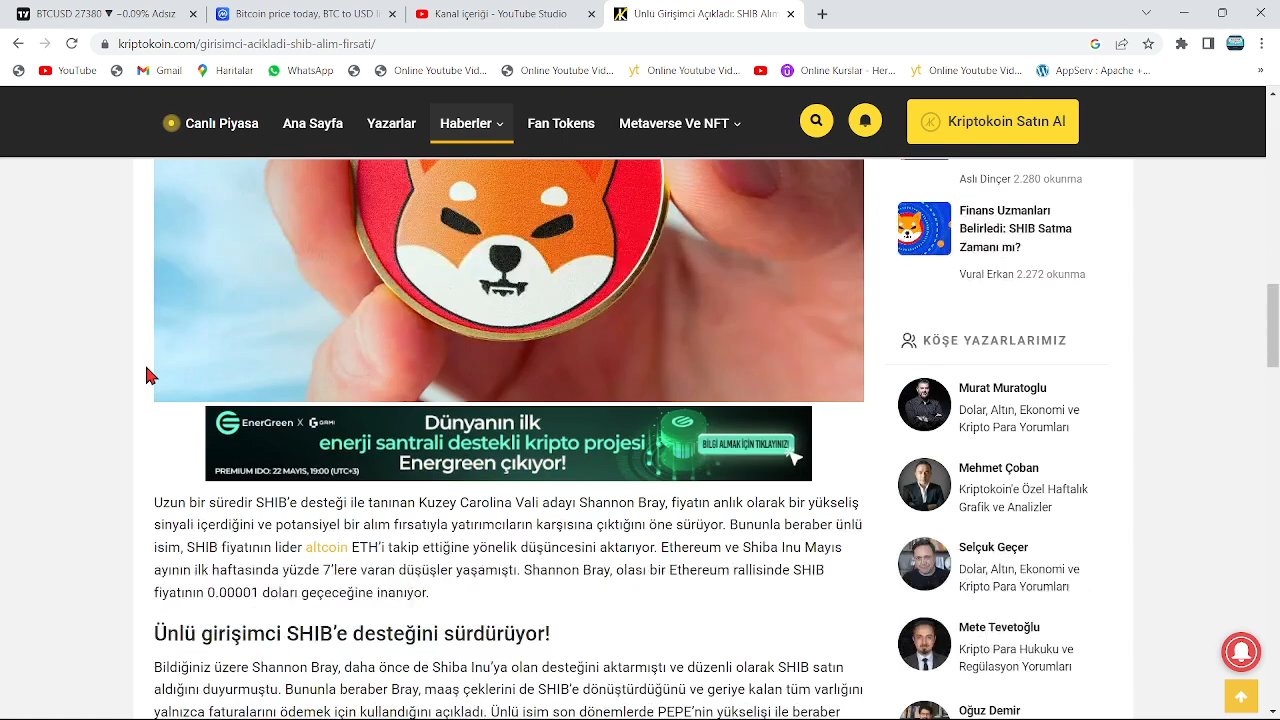 BTCUSD 27380 ▼ −0.09% Adsız
Bitcoin price today, BTC to USD li
Kanal içeriği - YouTube Studio
Ünlü Girişimci Açıkladı: SHIB Alım
kriptokoin.com/girisimci-acikladi-shib-alim-firsati/
YouTube
Gmail
Haritalar
WhatsApp
Online Youtube Vid...
Online Youtube Vid...
Online Youtube Vid...
Online Kurslar - Her...
Online Youtube Vid...
AppServ : Apache +...
Canlı Piyasa
Ana Sayfa
Yazarlar
Haberler
Fan Tokens
Metaverse Ve NFT
Kriptokoin Satın Al
EnerGreen X
Dünyanın ilk
enerji santrali destekli kripto projesi
Energreen çıkıyor!
PREMIUM IDO: 22 MAYIS, 19:00 (UTC+3)
BİLGİ ALMAK İÇİN TIKLAYINIZ!
Uzun bir süredir SHIB’e desteği ile tanınan Kuzey Carolina Vali adayı Shannon Bray, fiyatın anlık olarak bir yükseliş
sinyali içerdiğini ve potansiyel bir alım fırsatıyla yatırımcıların karşısına çıktığını öne sürüyor. Bununla beraber ünlü
isim, SHIB fiyatının lider altcoin ETH’i takip ettiğine yönelik düşüncesini aktarıyor. Ethereum ve Shiba Inu Mayıs
ayının ilk haftasında yüzde 7’lere varan düşüşler yaşamıştı. Shannon Bray, olası bir Ethereum rallisinde SHIB
fiyatının 0.00001 doları geçeceğine inanıyor.
Ünlü girişimci SHIB’e desteğini sürdürüyor!
Bildiğiniz üzere Shannon Bray, daha önce de Shiba Inu’ya olan desteğini aktarmıştı ve düzenli olarak SHIB satın
aldığını duyurmuştu. Bununla beraber Bray, maaş çeklerini de SHIB’e dönüştürdüğünü ve geriye kalan tüm varlığını
yalnızca faturalarını ödemek için kullandığını açıkladı. Ünlü isim son dönemlerde PEPE’nin yükselişi ile beraber
Aslı Dinçer 2.280 okunma
Finans Uzmanları
Belirledi: SHIB Satma
Zamanı mı?
Vural Erkan 2.272 okunma
KÖŞE YAZARLARIMIZ
Murat Muratoglu
Dolar, Altın, Ekonomi ve
Kripto Para Yorumları
Mehmet Çoban
Kriptokoin'e Özel Haftalık
Grafik ve Analizler
Selçuk Geçer
Dolar, Altın, Ekonomi ve
Kripto Para Yorumları
Mete Tevetoğlu
Kripto Para Hukuku ve
Regülasyon Yorumları
Oğuz Demir